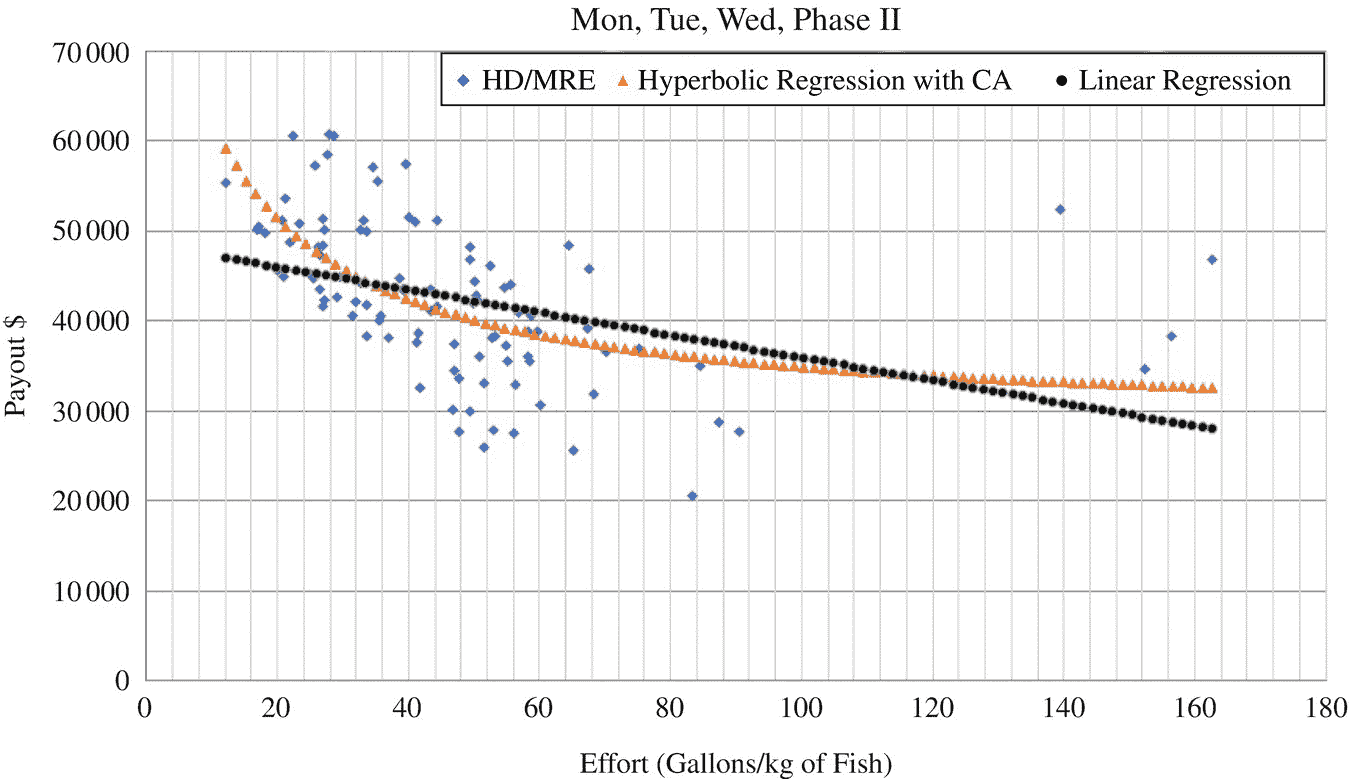 Mon, Tue, Wed, Phase II
HD/MRE Hyperbolic Regression with CA Linear Regression
70 000
60 000
50 000
40 000
30 000
20 000
10 000
0
Payout $
0 20 40 60 80 100 120 140 160 180
Effort (Gallons/kg of Fish)